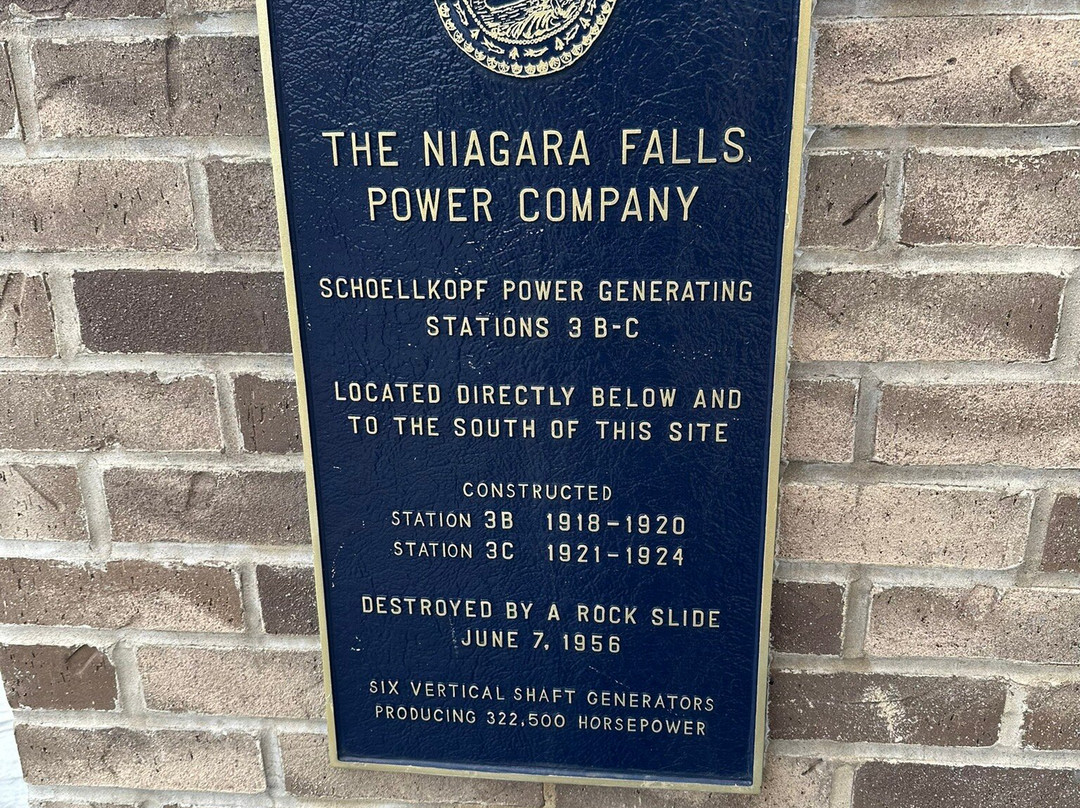 THE NIAGARA FALLS
POWER COMPANY
SCHOELLKOPF POWER GENERATING
STATIONS 3 B-C
LOCATED DIRECTLY BELOW AND
TO THE SOUTH OF THIS SITE
CONSTRUCTED
STATION 3B 1918-1920
STATION 3C 1921-1924
DESTROYED BY A ROCK SLIDE
JUNE 7, 1956
SIX VERTICAL SHAFT GENERATORS
PRODUCING 322,500 HORSEPOWER